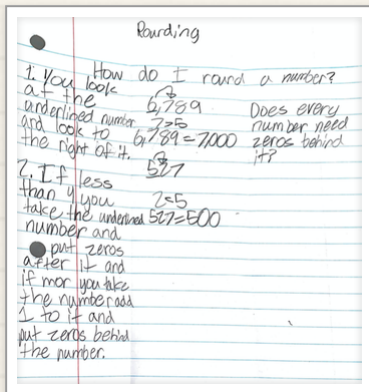 Rounding
How do I round a number?
1. You look
at the
underlined number
and look to
the right of it.
6,789
7>5
6,789=7,000
Does every
number need
zeros behind
it?
2. If less
than 4 you
take the underlined
number and
put zeros
after it and
if mor you take
the number add
1 to it and
put zeros behind
the number.
527
2<5
527=500